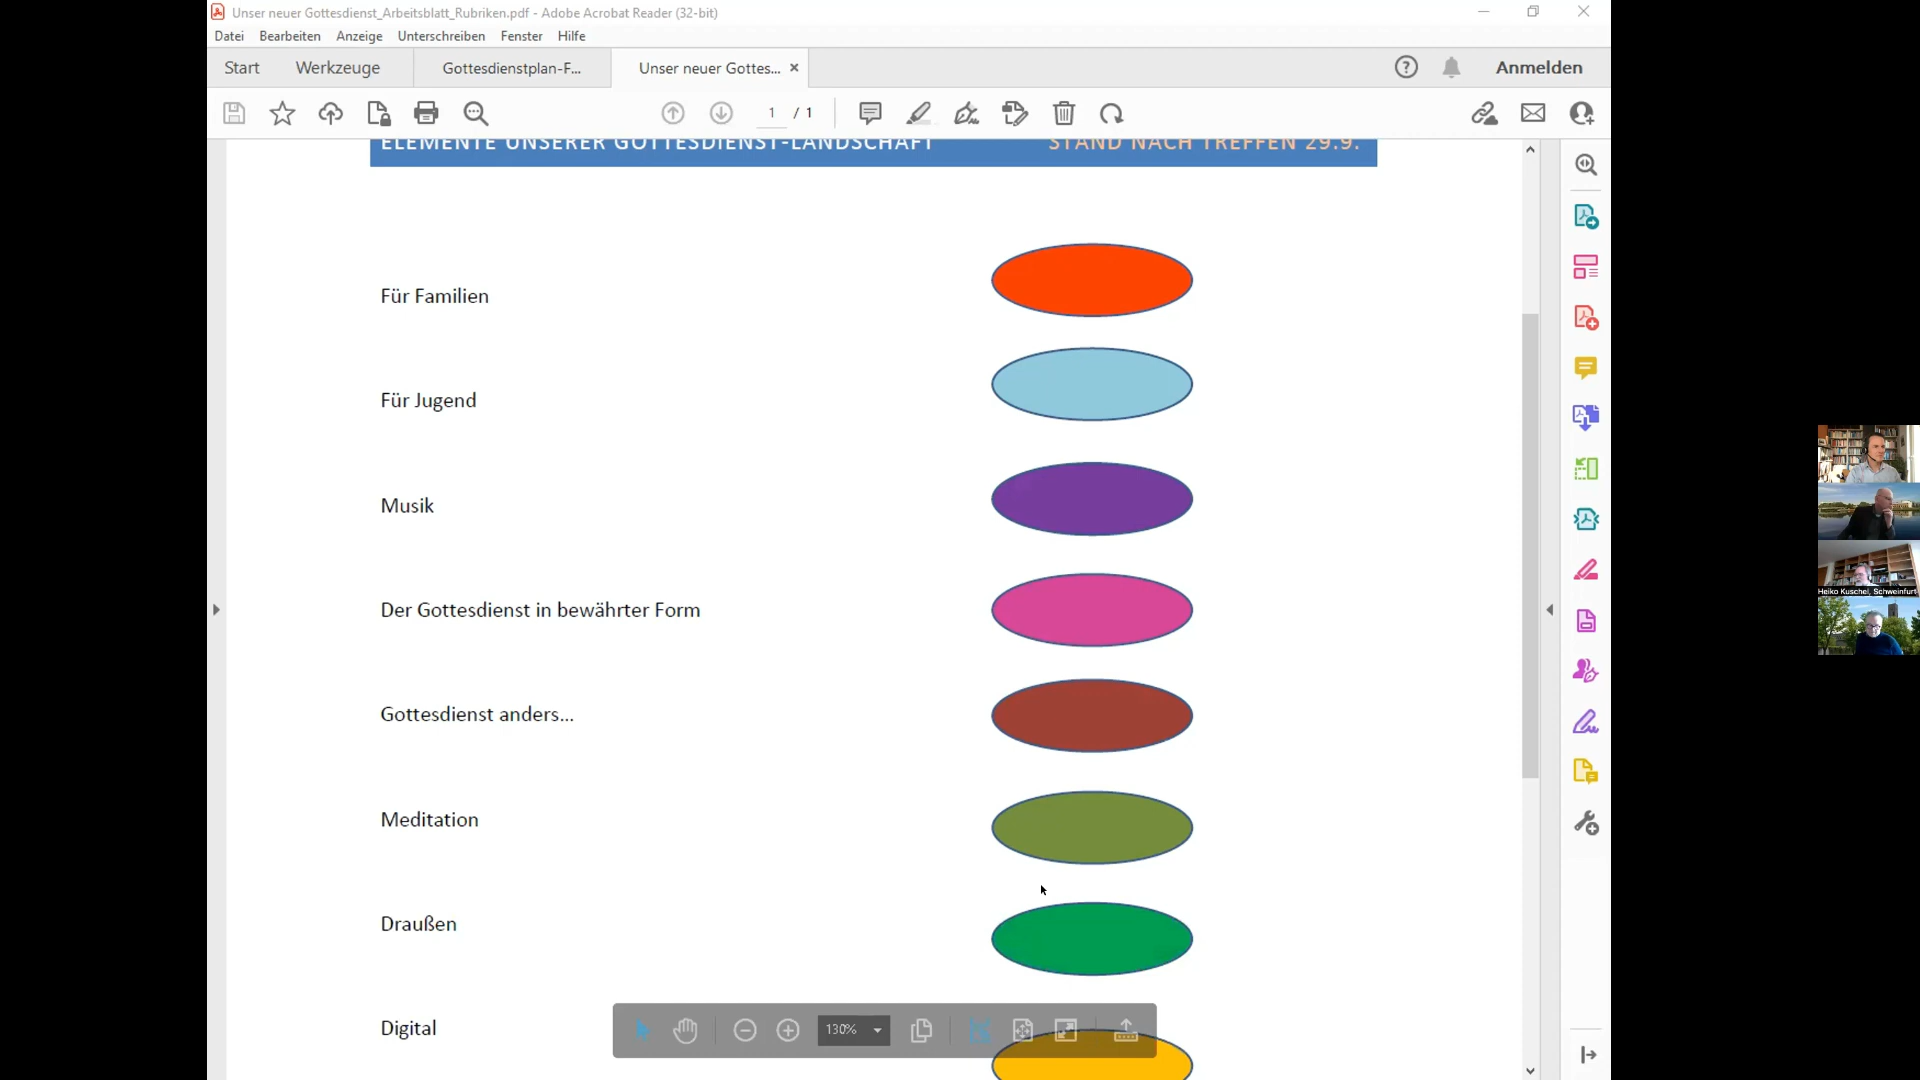 Unser neuer Gottesdienst_Arbeitsblatt_Rubriken.pdf - Adobe Acrobat Reader (32-bit)
Datei Bearbeiten Anzeige Unterschreiben Fenster Hilfe
Start Werkzeuge Gottesdienstplan-F... Unser neuer Gottes... Anmelden
1 / 1
ELEMENTE UNSERER GOTTESDIENST-LANDSCHAFT STAND NACH TREFFEN 29.9.
Für Familien
Für Jugend
Musik
Der Gottesdienst in bewährter Form
Heiko Kuschel, Schweinfurt
Gottesdienst anders...
Meditation
Draußen
Digital
130%